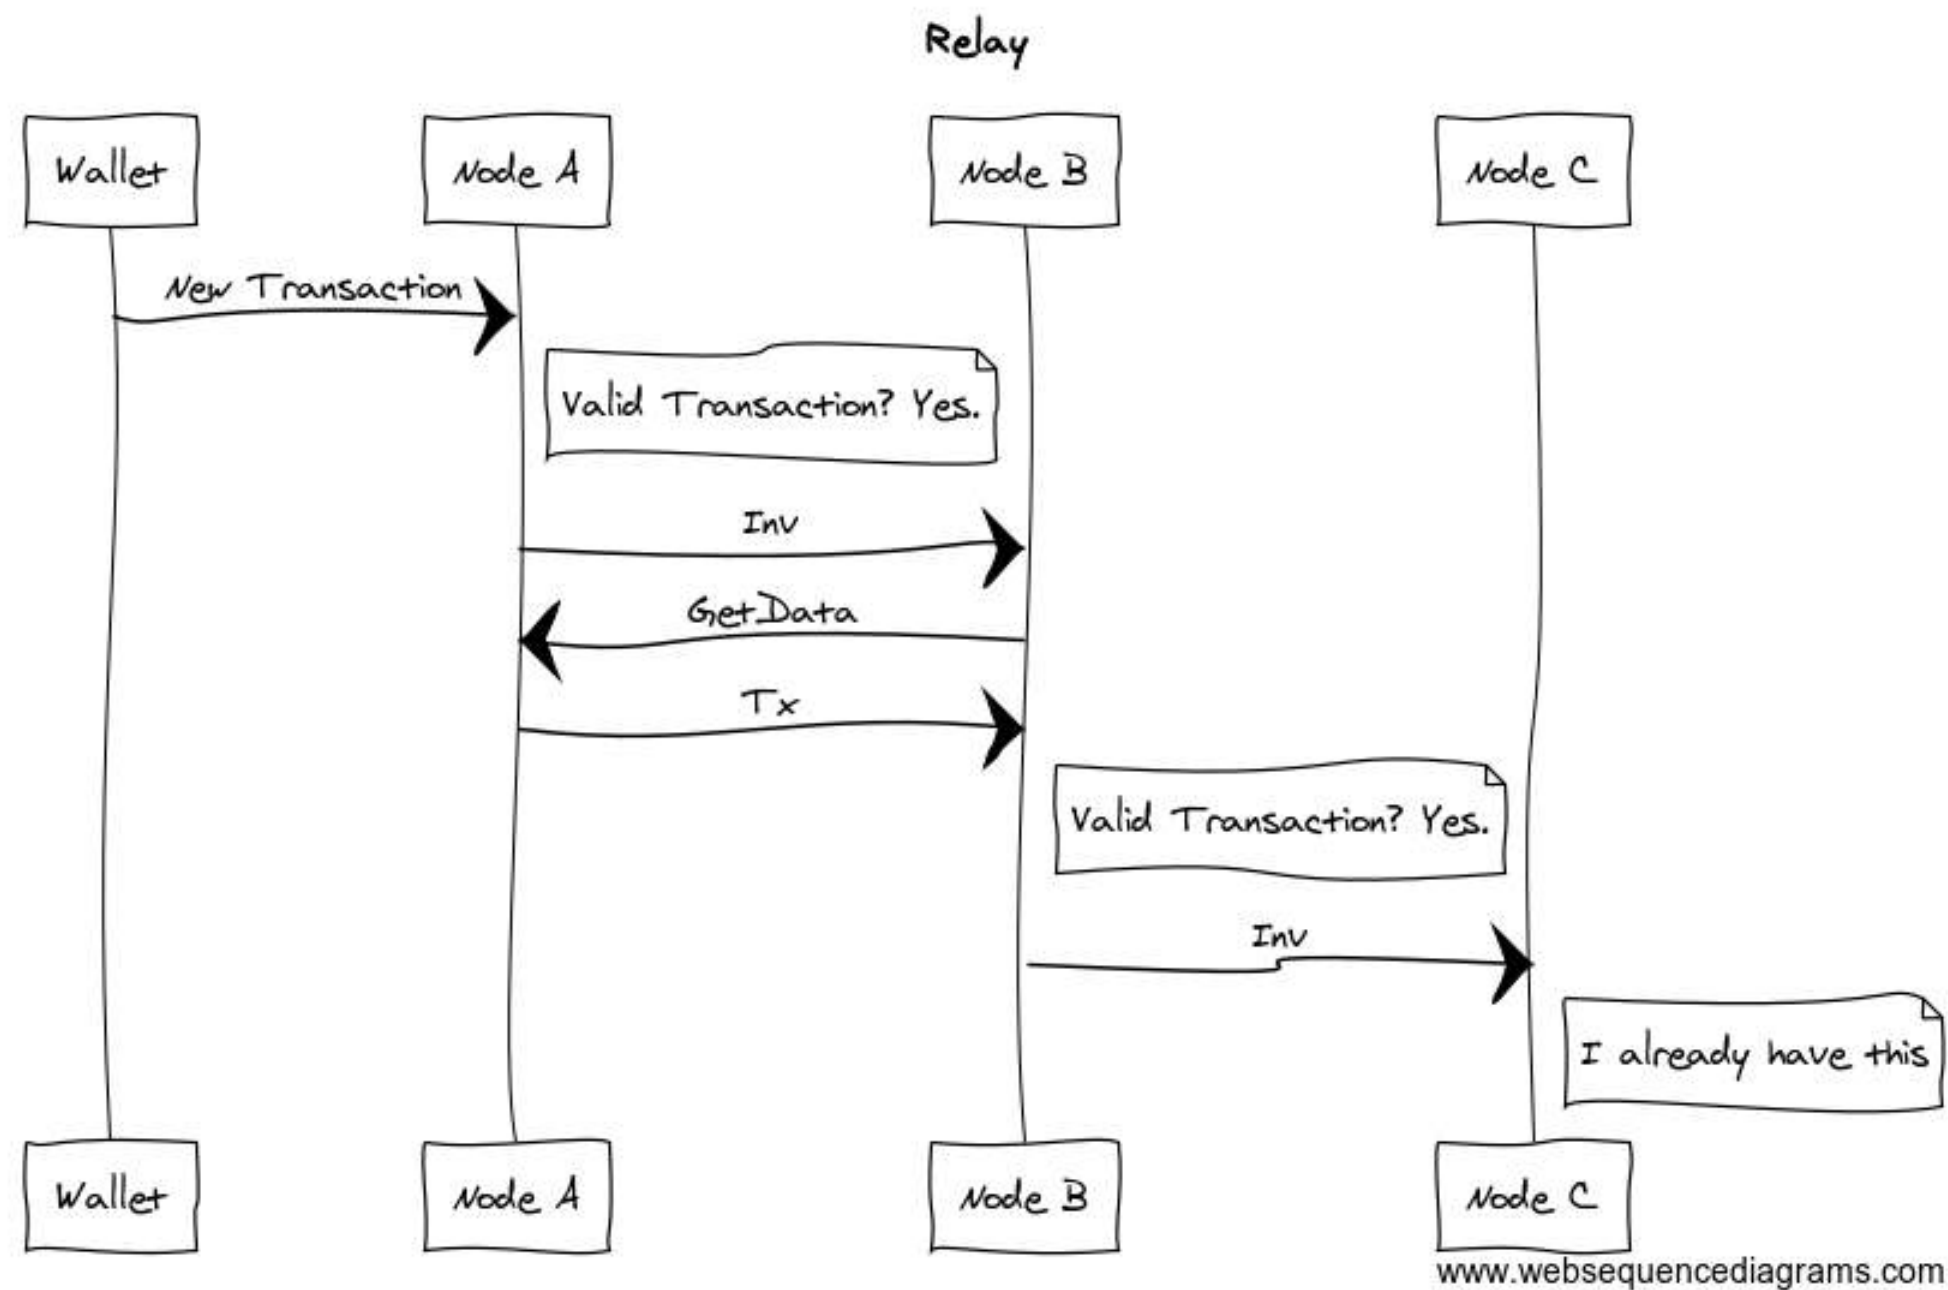 Relay
Wallet
Node A
Node B
Node C
New Transaction
Valid Transaction? Yes.
Inv
GetData
Tx
Valid Transaction? Yes.
Inv
I already have this
Wallet
Node A
Node B
Node C
www.websequencediagrams.com